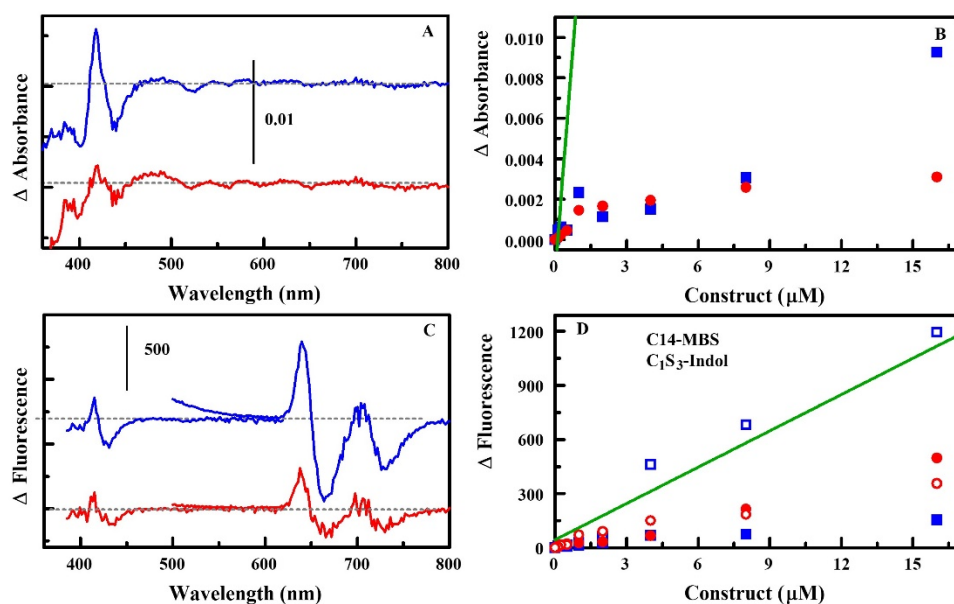 A
Δ Absorbance
0.01
400 500 600 700 800
Wavelength (nm)
B
Δ Absorbance
0.010
0.008
0.006
0.004
0.002
0.000
0 3 6 9 12 15
Construct (μM)
C
Δ Fluorescence
500
400 500 600 700 800
Wavelength (nm)
D
C14-MBS
C₁S₃-Indol
Δ Fluorescence
1200
900
600
300
0
0 3 6 9 12 15
Construct (μM)